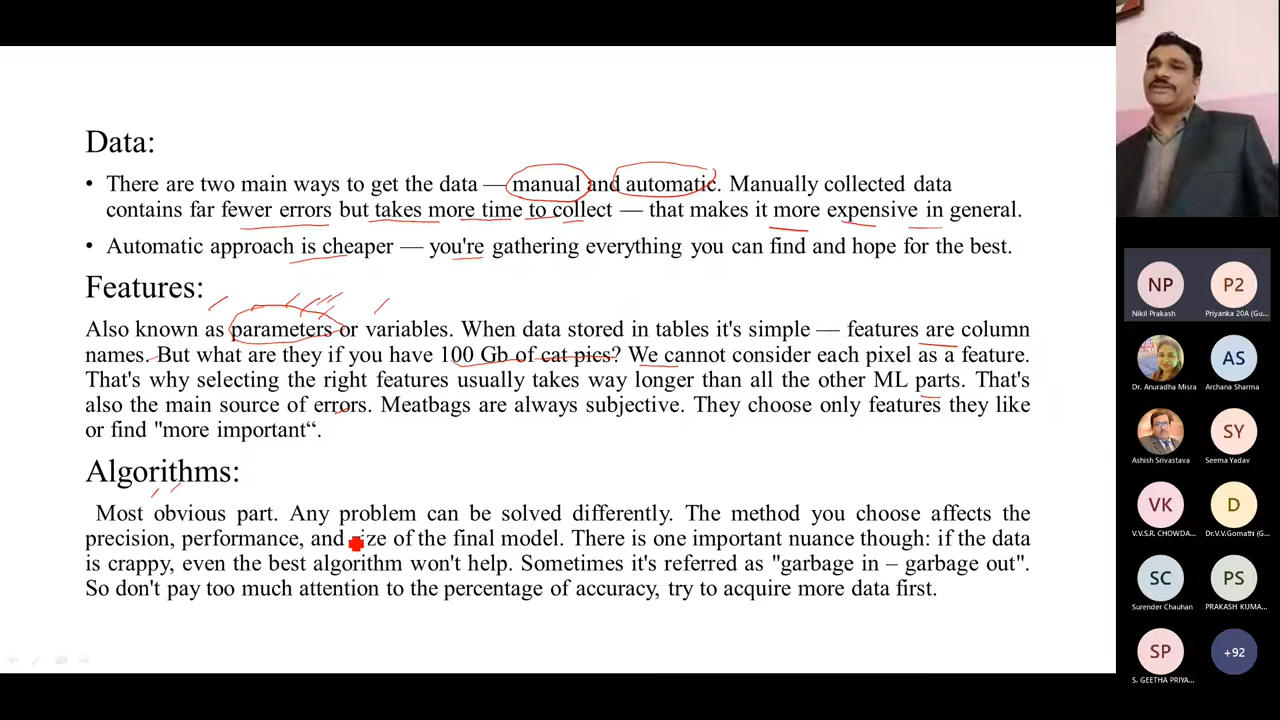 Data:
• There are two main ways to get the data — manual and automatic. Manually collected data
contains far fewer errors but takes more time to collect — that makes it more expensive in general.
• Automatic approach is cheaper — you're gathering everything you can find and hope for the best.
Features:
Also known as parameters or variables. When data stored in tables it's simple — features are column
names. But what are they if you have 100 Gb of cat pics? We cannot consider each pixel as a feature.
That's why selecting the right features usually takes way longer than all the other ML parts. That's
also the main source of errors. Meatbags are always subjective. They choose only features they like
or find "more important“.
Algorithms:
Most obvious part. Any problem can be solved differently. The method you choose affects the
precision, performance, and size of the final model. There is one important nuance though: if the data
is crappy, even the best algorithm won't help. Sometimes it's referred as "garbage in – garbage out".
So don't pay too much attention to the percentage of accuracy, try to acquire more data first.
NP P2
Nikil Prakash Priyanka 20A (Gu...
AS
Dr. Anuradha Misra Archana Sharma
SY
Ashish Srivastava Seema Yadav
VK D
V.V.S.R. CHOWDA... Dr.V.V.Gomathi (G...
SC PS
Surender Chauhan PRAKASH KUMA...
SP +92
S. GEETHA PRIYA...